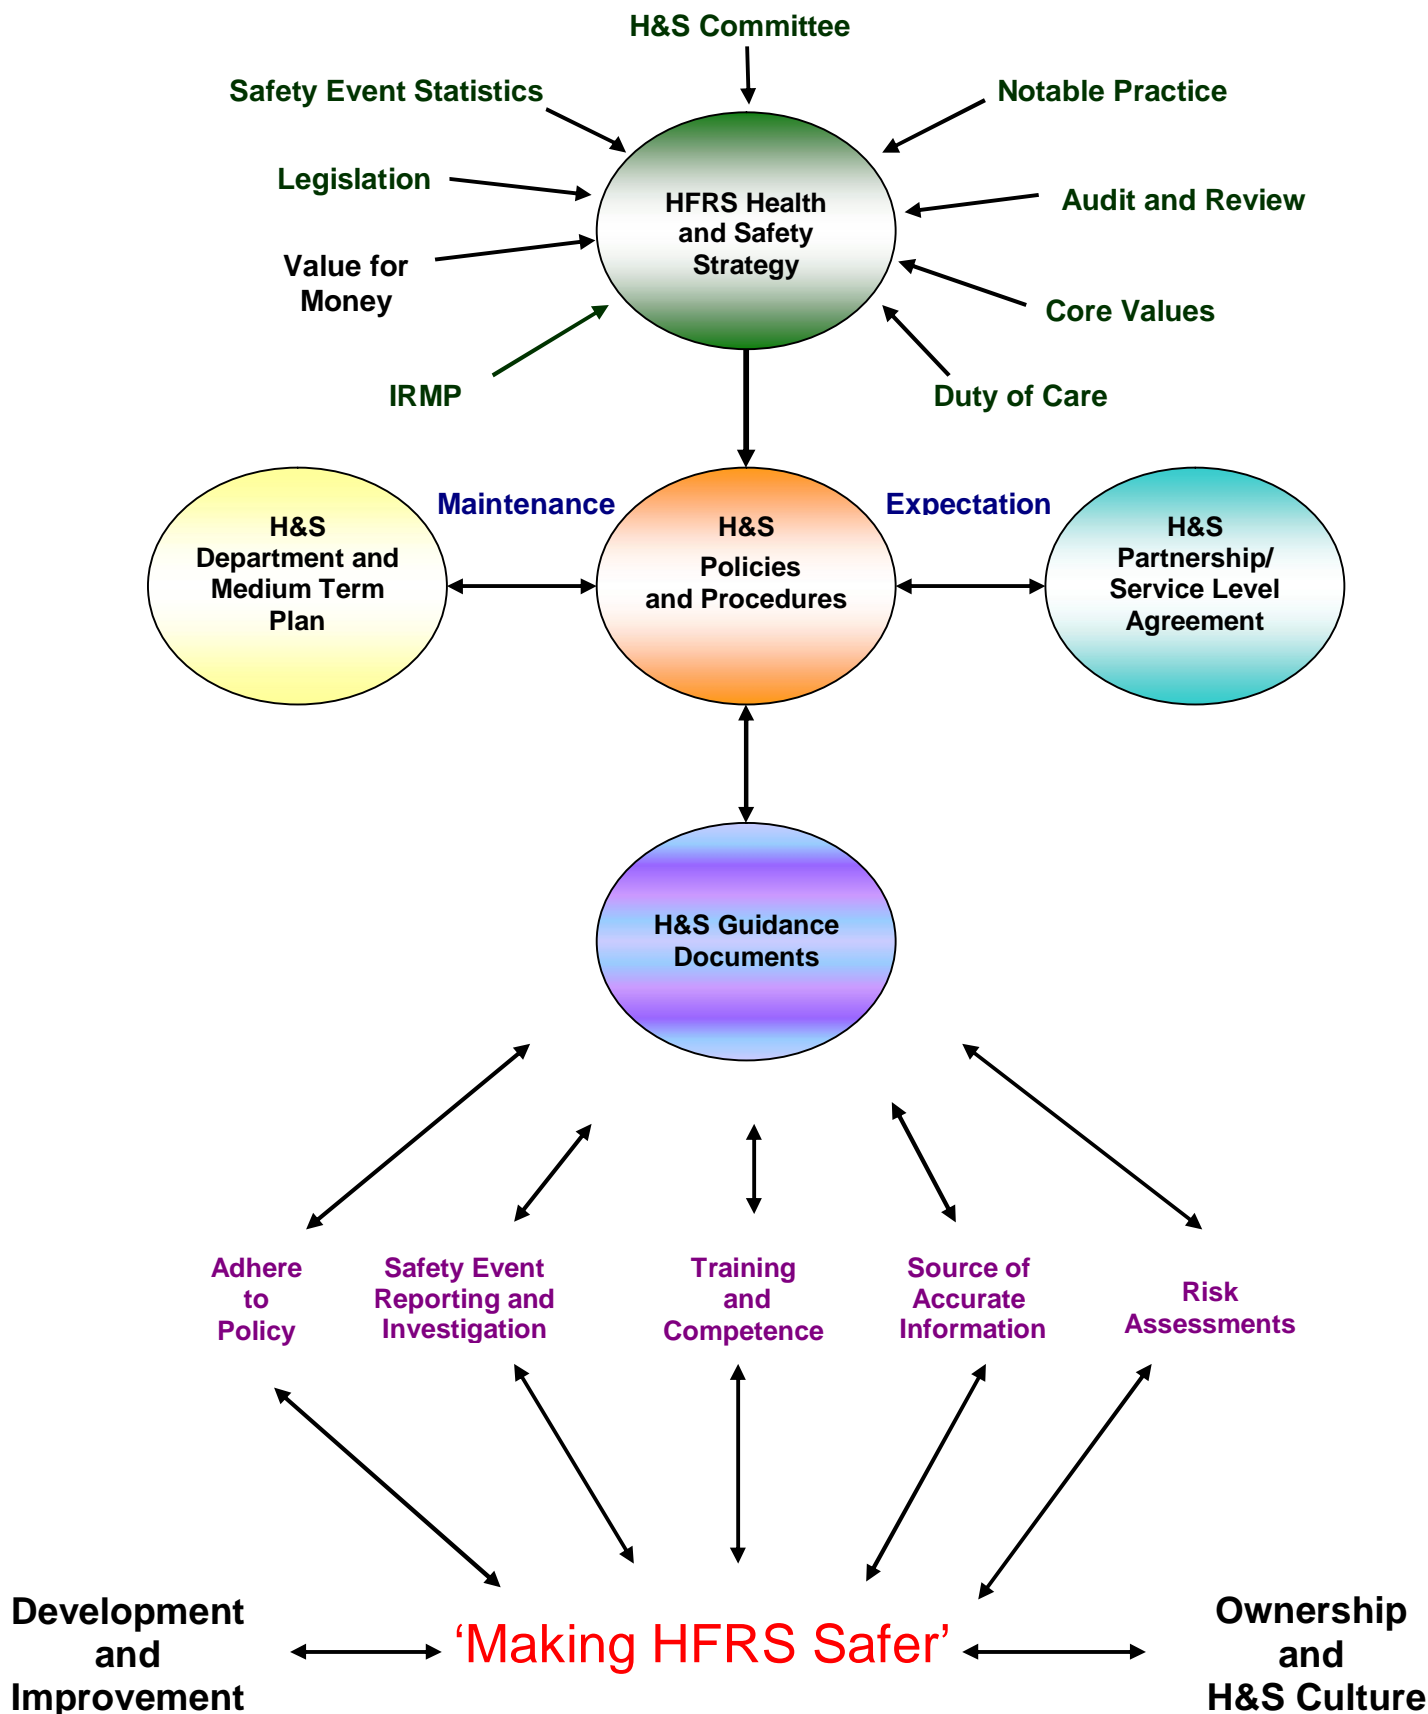 H&S Committee
Safety Event Statistics
Notable Practice
Legislation
HFRS Health
and Safety
Strategy
Audit and Review
Value for
Money
Core Values
IRMP
Duty of Care
Maintenance
Expectation
H&S
Department and
Medium Term
Plan
H&S
Policies
and Procedures
H&S
Partnership/
Service Level
Agreement
H&S Guidance
Documents
Adhere
to
Policy
Safety Event
Reporting and
Investigation
Training
and
Competence
Source of
Accurate
Information
Risk
Assessments
Development
and
Improvement
‘Making HFRS Safer’
Ownership
and
H&S Culture